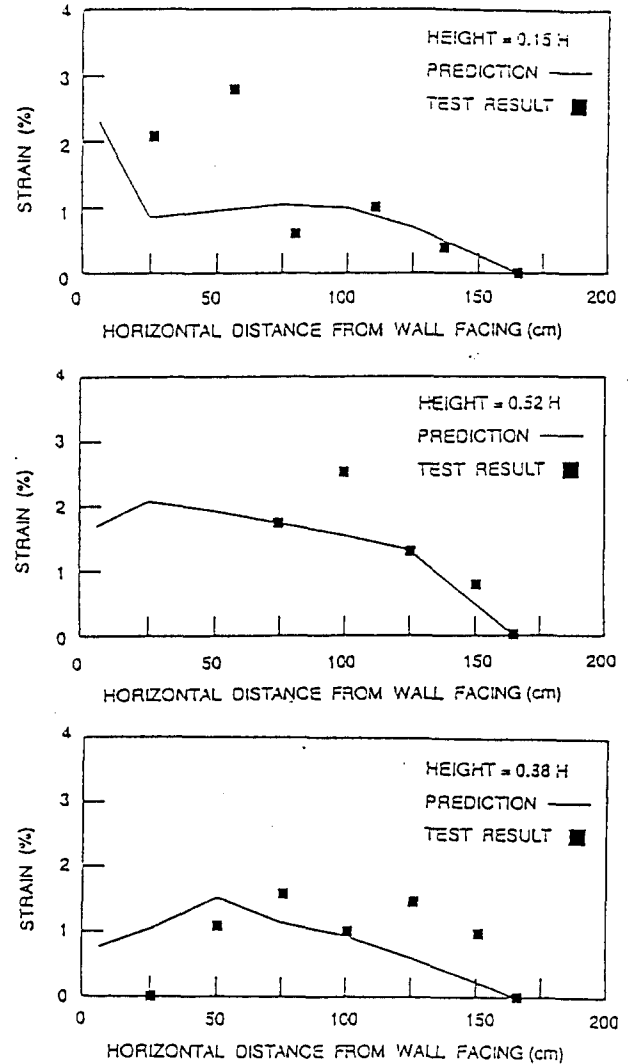 4
HEIGHT = 0.15 H
3
PREDICTION
TEST RESULT
2
STRAIN (%)
1
0
0 50 100 150 200
HORIZONTAL DISTANCE FROM WALL FACING (cm)
4
HEIGHT = 0.52 H
3
PREDICTION
TEST RESULT
2
STRAIN (%)
1
0
0 50 100 150 200
HORIZONTAL DISTANCE FROM WALL FACING (cm)
4
HEIGHT = 0.38 H
3
PREDICTION
TEST RESULT
2
STRAIN (%)
1
0
0 50 100 150 200
HORIZONTAL DISTANCE FROM WALL FACING (cm)